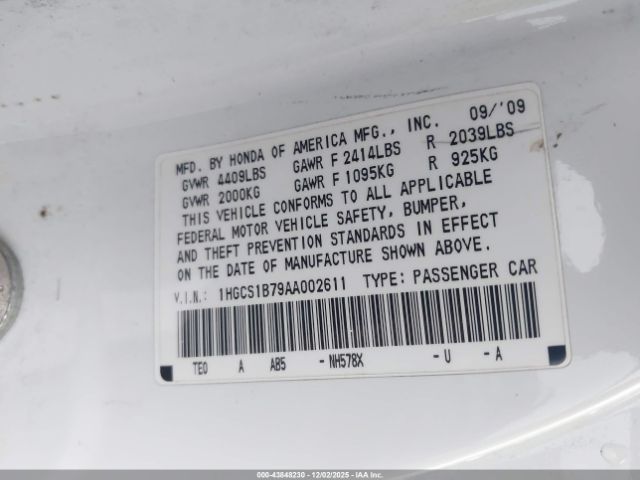 09/'09
MFD. BY HONDA OF AMERICA MFG., INC.
GVWR 4409LBS GAWR F 2414LBS R 2039LBS
GVWR 2000KG GAWR F 1095KG R 925KG
THIS VEHICLE CONFORMS TO ALL APPLICABLE
FEDERAL MOTOR VEHICLE SAFETY, BUMPER,
AND THEFT PREVENTION STANDARDS IN EFFECT
ON THE DATE OF MANUFACTURE SHOWN ABOVE.
V.I.N.: 1HGCS1B79AA002611 TYPE: PASSENGER CAR
TE0 A AB5 -NH578X -U -A
000-43848230 - 12/02/2025 - IAAI.COM